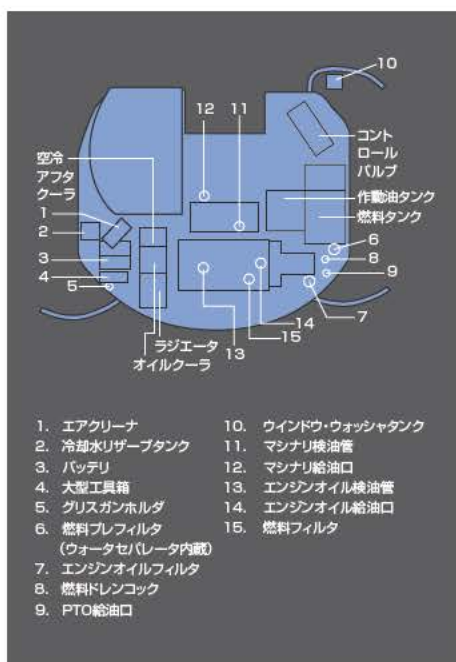 10
12
11
コント
ロール
バルブ
空冷
アフタ
クーラ
作動油タンク
燃料タンク
1
2
3
4
5
6
8
9
7
14
15
13
ラジエータ
オイルクーラ
1. エアクリーナ
2. 冷却水リザーブタンク
3. バッテリ
4. 大型工具箱
5. グリスガンホルダ
6. 燃料プレフィルタ
(ウォータセパレータ内蔵)
7. エンジンオイルフィルタ
8. 燃料ドレンコック
9. PTO給油口
10. ウインドウ・ウォッシャタンク
11. マシナリ検油管
12. マシナリ給油口
13. エンジンオイル検油管
14. エンジンオイル給油口
15. 燃料フィルタ